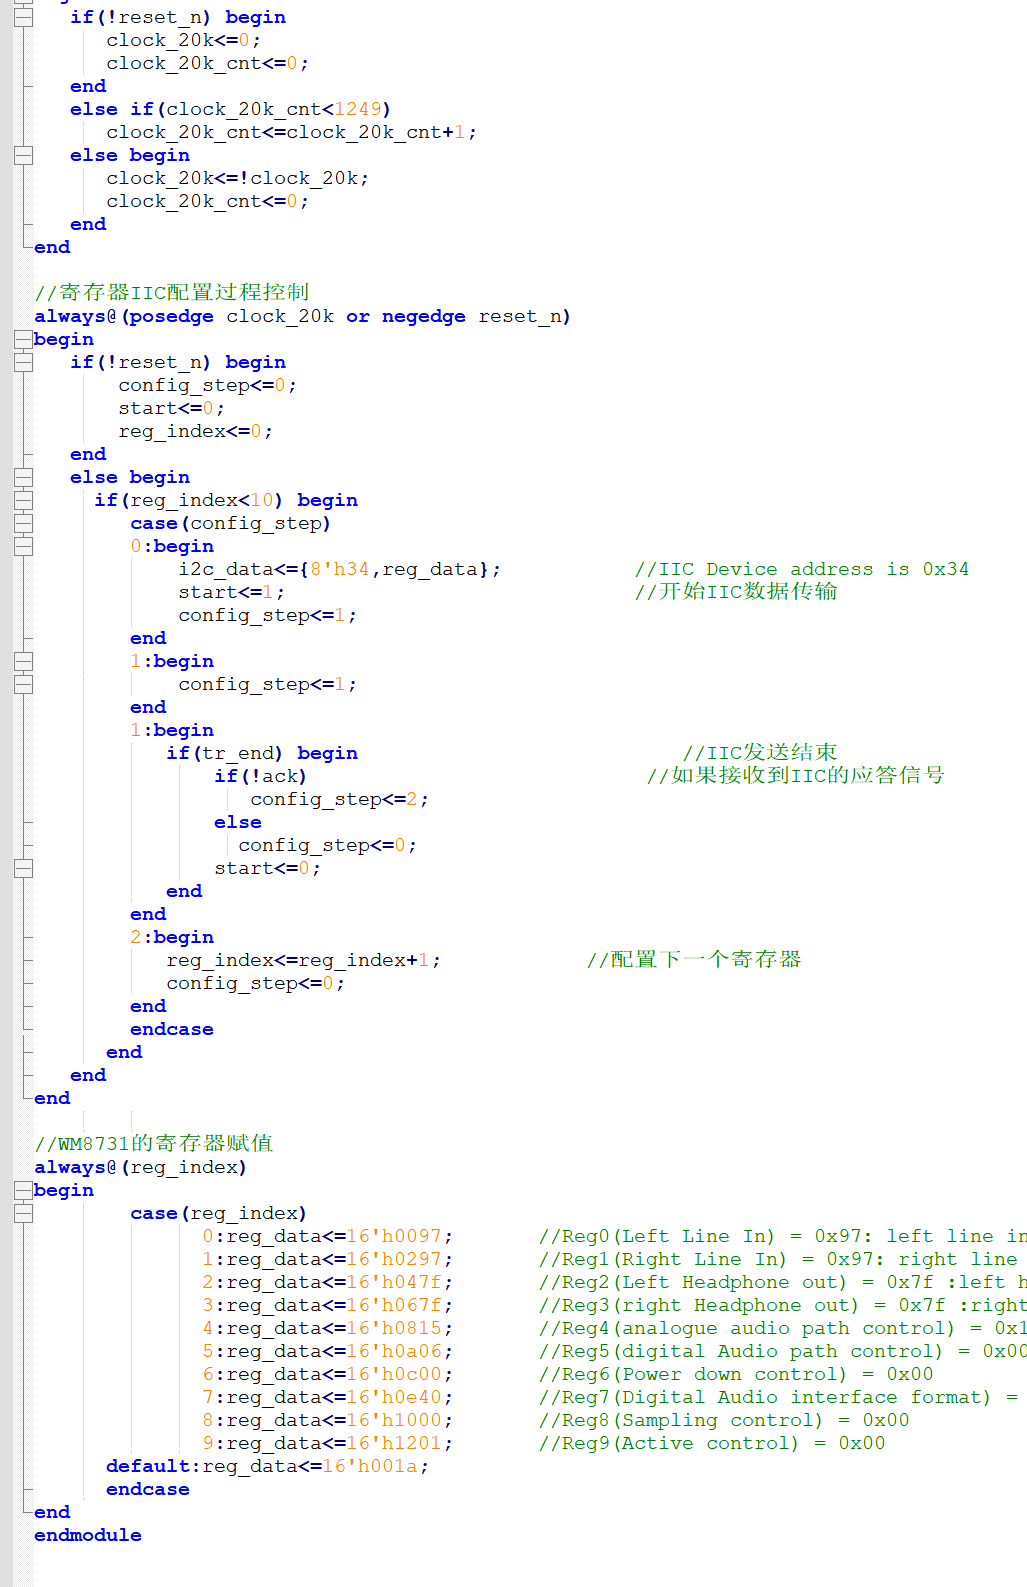 if(!reset_n) begin
clock_20k<=0;
clock_20k_cnt<=0;
end
else if(clock_20k_cnt<1249)
clock_20k_cnt<=clock_20k_cnt+1;
else begin
clock_20k<=!clock_20k;
clock_20k_cnt<=0;
end
end
//寄存器IIC配置过程控制
always@(posedge clock_20k or negedge reset_n)
begin
if(!reset_n) begin
config_step<=0;
start<=0;
reg_index<=0;
end
else begin
if(reg_index<10) begin
case(config_step)
0:begin
i2c_data<={8'h34,reg_data}; //IIC Device address is 0x34
start<=1; //开始IIC数据传输
config_step<=1;
end
1:begin
config_step<=1;
end
1:begin
if(tr_end) begin //IIC发送结束
if(!ack) //如果接收到IIC的应答信号
config_step<=2;
else
config_step<=0;
start<=0;
end
end
2:begin
reg_index<=reg_index+1; //配置下一个寄存器
config_step<=0;
end
endcase
end
end
end
//WM8731的寄存器赋值
always@(reg_index)
begin
case(reg_index)
0:reg_data<=16'h0097; //Reg0(Left Line In) = 0x97: left line in
1:reg_data<=16'h0297; //Reg1(Right Line In) = 0x97: right line
2:reg_data<=16'h047f; //Reg2(Left Headphone out) = 0x7f :left h
3:reg_data<=16'h067f; //Reg3(right Headphone out) = 0x7f :right
4:reg_data<=16'h0815; //Reg4(analogue audio path control) = 0x1
5:reg_data<=16'h0a06; //Reg5(digital Audio path control) = 0x00
6:reg_data<=16'h0c00; //Reg6(Power down control) = 0x00
7:reg_data<=16'h0e40; //Reg7(Digital Audio interface format) =
8:reg_data<=16'h1000; //Reg8(Sampling control) = 0x00
9:reg_data<=16'h1201; //Reg9(Active control) = 0x00
default:reg_data<=16'h001a;
endcase
end
endmodule